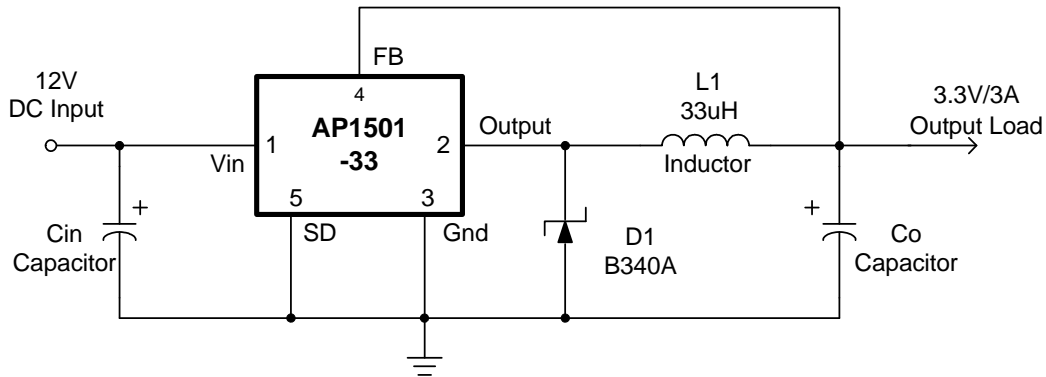 FB
12V
DC Input
4
AP1501
-33
1
2
Vin
Output
5
3
SD
Gnd
L1
33uH
Inductor
3.3V/3A
Output Load
+
Cin
Capacitor
D1
B340A
+
Co
Capacitor